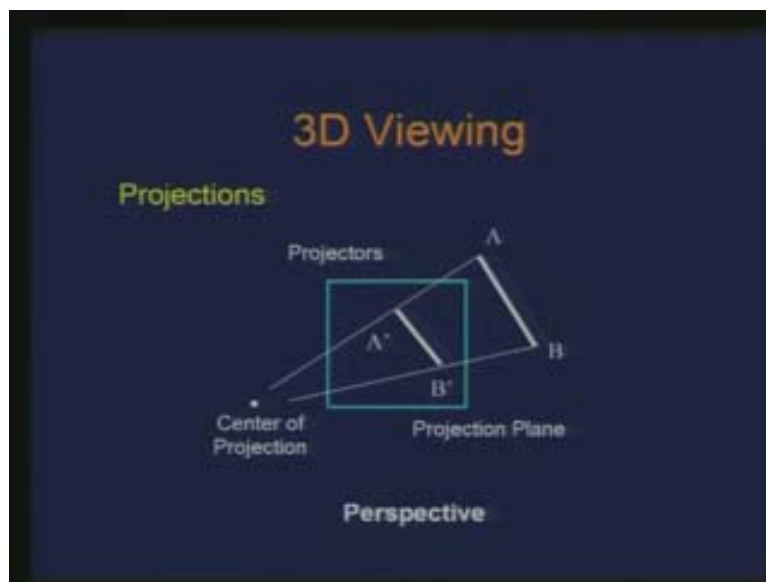 3D Viewing
Projections
Projectors
A
A'
B
B'
Center of
Projection
Projection Plane
Perspective